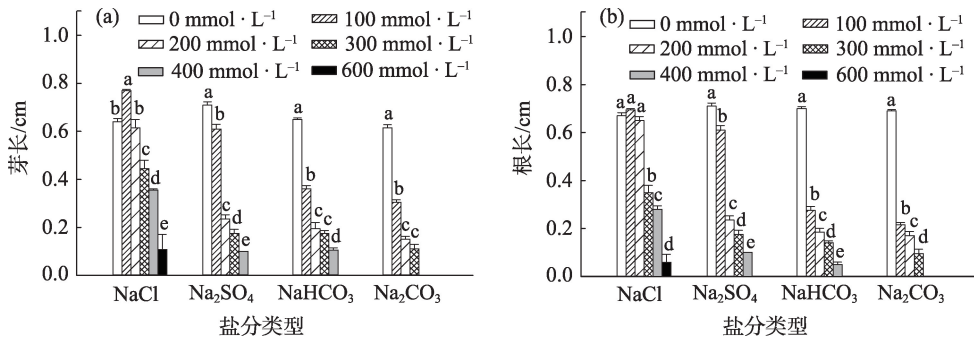 (a)
0 mmol · L⁻¹
100 mmol · L⁻¹
200 mmol · L⁻¹
300 mmol · L⁻¹
400 mmol · L⁻¹
600 mmol · L⁻¹
芽长/cm
1.0
0.8
0.6
0.4
0.2
0.0
b a b c d e
a b c d e
a b c c d
a b c c
NaCl
Na₂SO₄
NaHCO₃
Na₂CO₃
盐分类型
(b)
0 mmol · L⁻¹
100 mmol · L⁻¹
200 mmol · L⁻¹
300 mmol · L⁻¹
400 mmol · L⁻¹
600 mmol · L⁻¹
根长/cm
1.0
0.8
0.6
0.4
0.2
0.0
a a a b c d
a b c d e
a b c d e
a b c d
NaCl
Na₂SO₄
NaHCO₃
Na₂CO₃
盐分类型